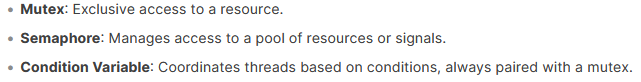 • Mutex: Exclusive access to a resource.
• Semaphore: Manages access to a pool of resources or signals.
• Condition Variable: Coordinates threads based on conditions, always paired with a mutex.